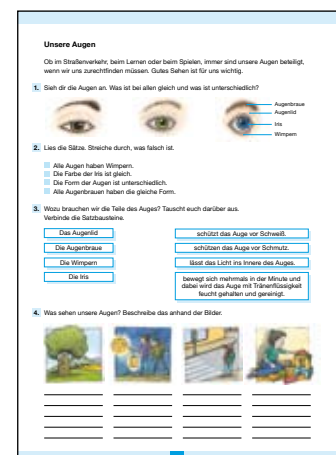 Unsere Augen
Ob im Straßenverkehr, beim Lernen oder beim Spielen, immer sind unsere Augen beteiligt,
wenn wir uns zurechtfinden müssen. Gutes Sehen ist für uns wichtig.
1. Sieh dir die Augen an. Was ist bei allen gleich und was ist unterschiedlich?
Augenbraue
Augenlid
Iris
Wimpern
2. Lies die Sätze. Streiche durch, was falsch ist.
Alle Augen haben Wimpern.
Die Farbe der Iris ist gleich.
Die Form der Augen ist unterschiedlich.
Alle Augenbrauen haben die gleiche Form.
3. Wozu brauchen wir die Teile des Auges? Tauscht euch darüber aus.
Verbinde die Satzbausteine.
Das Augenlid
Die Augenbraue
Die Wimpern
Die Iris
schützt das Auge vor Schweiß.
schützen das Auge vor Schmutz.
lässt das Licht ins Innere des Auges.
bewegt sich mehrmals in der Minute und
dabei wird das Auge mit Tränenflüssigkeit
feucht gehalten und gereinigt.
4. Was sehen unsere Augen? Beschreibe das anhand der Bilder.